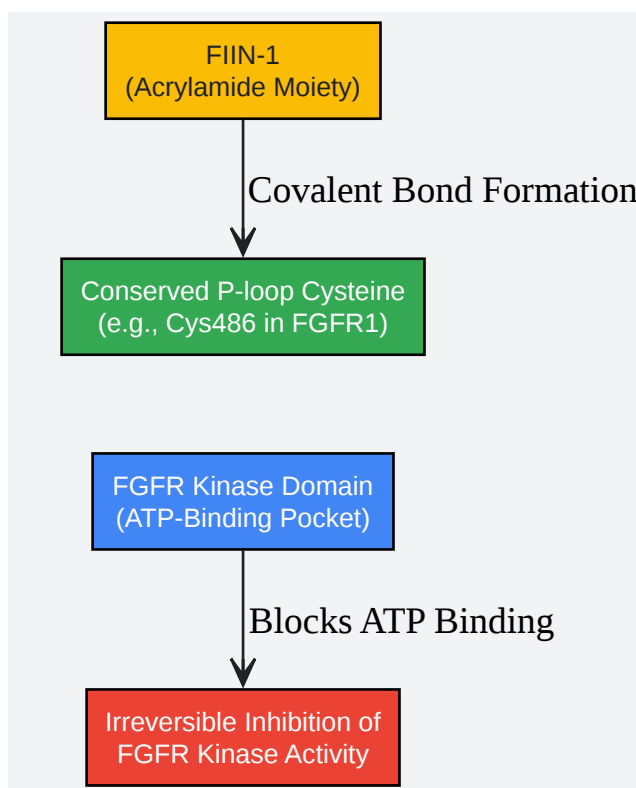 FIIN-1
(Acrylamide Moiety)
Covalent Bond Formation
Conserved P-loop Cysteine
(e.g., Cys486 in FGFR1)
FGFR Kinase Domain
(ATP-Binding Pocket)
Blocks ATP Binding
Irreversible Inhibition of
FGFR Kinase Activity